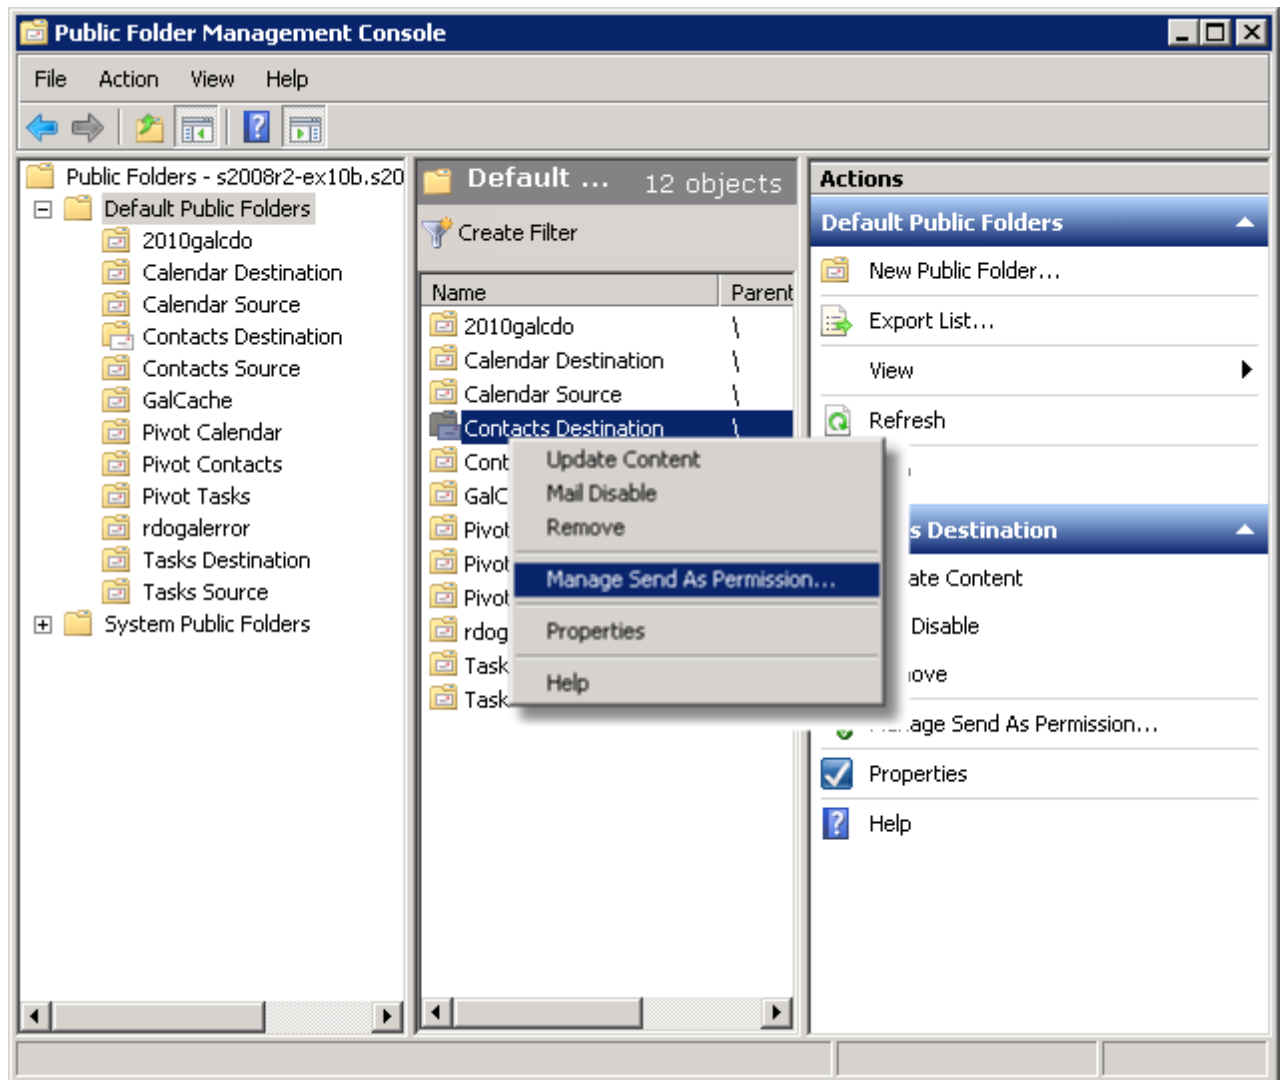 Public Folder Management Console
File Action View Help
Public Folders - s2008r2-ex10b.s20
Default Public Folders
2010galcdo
Calendar Destination
Calendar Source
Contacts Destination
Contacts Source
GalCache
Pivot Calendar
Pivot Contacts
Pivot Tasks
rdogalerror
Tasks Destination
Tasks Source
System Public Folders
Default ... 12 objects
Create Filter
Name Parent
2010galcdo \
Calendar Destination \
Calendar Source \
Contacts Destination \
Cont
GalC
Pivot
Pivot
Pivot
rdog
Task
Task
Update Content
Mail Disable
Remove
Manage Send As Permission...
Properties
Help
Actions
Default Public Folders
New Public Folder...
Export List...
View
Refresh
s Destination
ate Content
Disable
ove
age Send As Permission...
Properties
Help